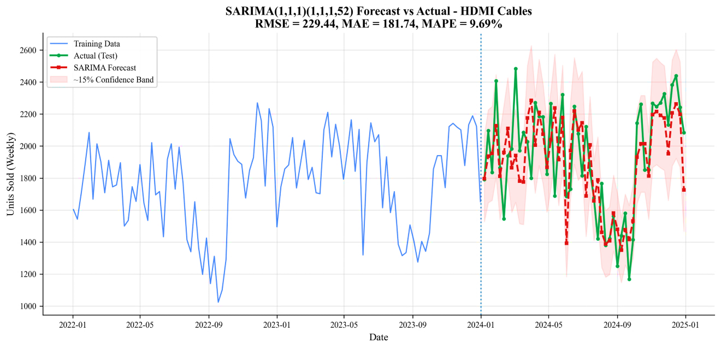 SARIMA(1,1,1)(1,1,1,52) Forecast vs Actual - HDMI Cables
RMSE = 229.44, MAE = 181.74, MAPE = 9.69%
Training Data
Actual (Test)
SARIMA Forecast
~15% Confidence Band
Units Sold (Weekly)
2600
2400
2200
2000
1800
1600
1400
1200
1000
2022-01
2022-05
2022-09
2023-01
2023-05
2023-09
2024-01
2024-05
2024-09
2025-01
Date